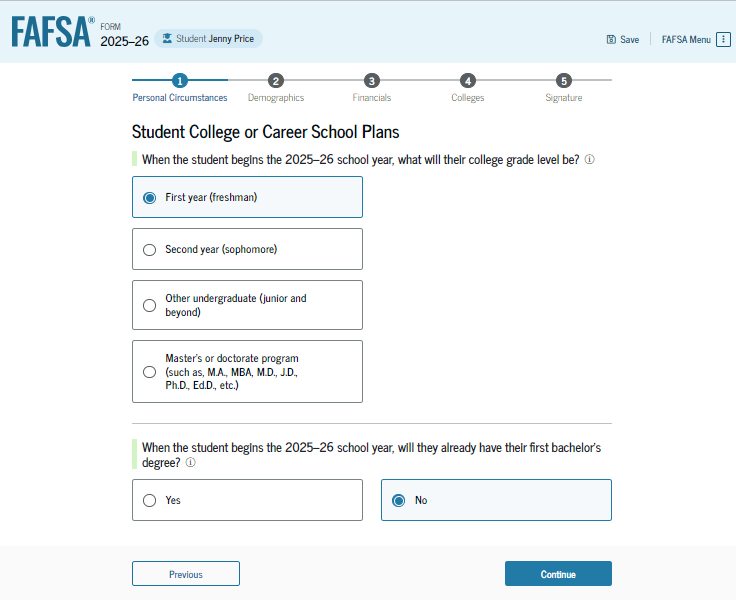 FAFSA® FORM
2025–26
Student Jenny Price
Save
FAFSA Menu
1 2 3 4 5
Personal Circumstances Demographics Financials Colleges Signature
Student College or Career School Plans
When the student begins the 2025–26 school year, what will their college grade level be?
First year (freshman)
Second year (sophomore)
Other undergraduate (junior and
beyond)
Master's or doctorate program
(such as, M.A., MBA, M.D., J.D.,
Ph.D., Ed.D., etc.)
When the student begins the 2025–26 school year, will they already have their first bachelor's
degree?
Yes No
Previous Continue